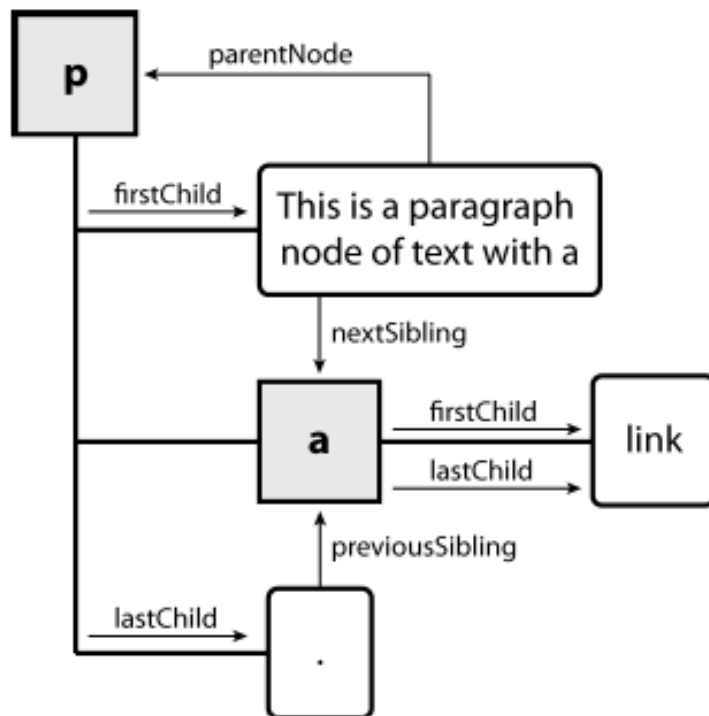 parentNode
p
firstChild
This is a paragraph
node of text with a
nextSibling
a
firstChild
link
lastChild
previousSibling
lastChild
.